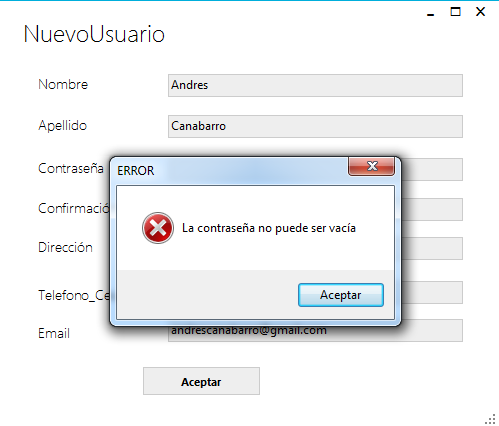 NuevoUsuario
Nombre
Andres
Apellido
Canabarro
Contraseña
ERROR
La contraseña no puede ser vacía
Aceptar
Confirmació
Dirección
Telefono_Ce
Email
andrescanabarro@gmail.com
Aceptar